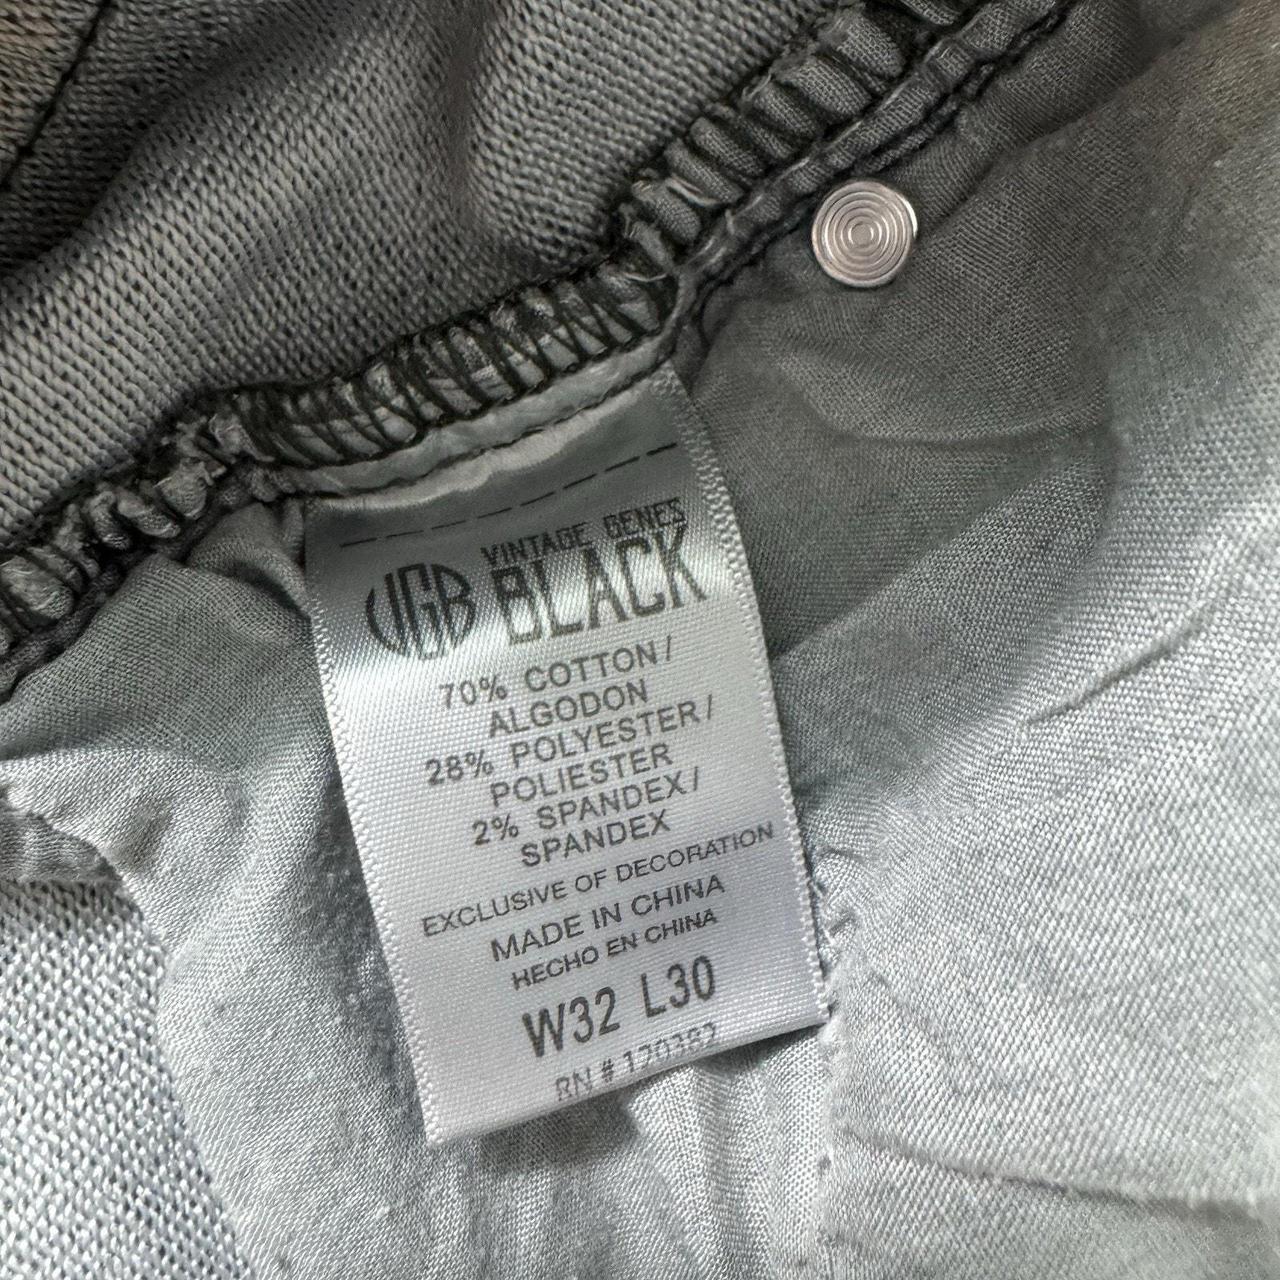 VGB VINTAGE GENES
BLACK
70% COTTON/
ALGODON
28% POLYESTER/
POLIESTER
2% SPANDEX/
SPANDEX
EXCLUSIVE OF DECORATION
MADE IN CHINA
HECHO EN CHINA
W32 L30
RN #